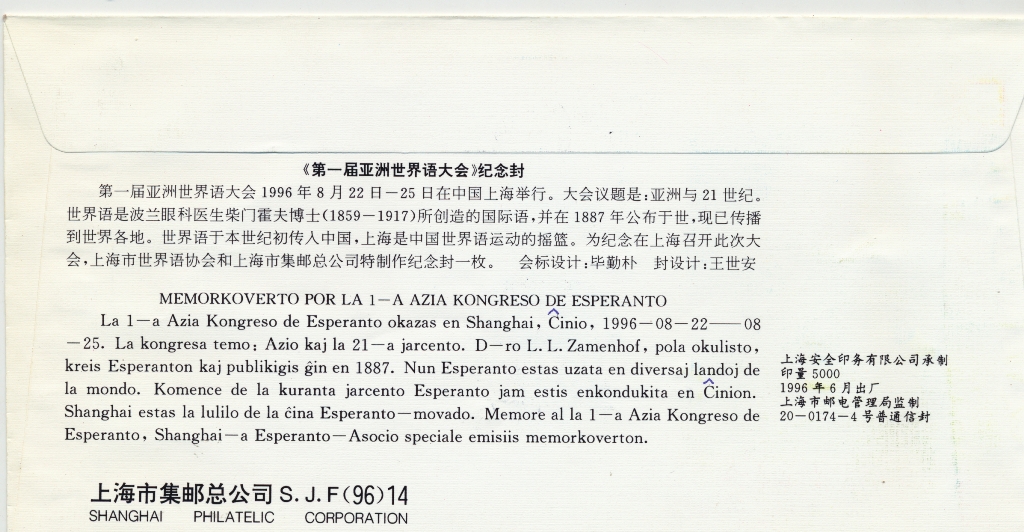 《第一届亚洲世界语大会》纪念封
第一届亚洲世界语大会 1996 年 8 月 22 日－25 日在中国上海举行。大会议题是:亚洲与 21 世纪。
世界语是波兰眼科医生柴门霍夫博士(1859－1917)所创造的国际语,并在 1887 年公布于世,现已传播
到世界各地。世界语于本世纪初传入中国,上海是中国世界语运动的摇篮。为纪念在上海召开此次大
会,上海市世界语协会和上海市集邮总公司特制作纪念封一枚。 会标设计:毕勤朴 封设计:王世安
MEMORKOVERTO POR LA 1－A AZIA KONGRESO DE ESPERANTO
La 1－a Azia Kongreso de Esperanto okazas en Shanghai, Ĉinio, 1996－08－22——08
－25. La kongresa temo: Azio kaj la 21－a jarcento. D－ro L. L. Zamenhof, pola okulisto,
kreis Esperanton kaj publikigis ĝin en 1887. Nun Esperanto estas uzata en diversaj landoj de
la mondo. Komence de la kuranta jarcento Esperanto jam estis enkondukita en Ĉinion.
Shanghai estas la lulilo de la ĉina Esperanto－movado. Memore al la 1－a Azia Kongreso de
Esperanto, Shanghai－a Esperanto－Asocio speciale emisiis memorkoverton.
上海安全印务有限公司承制
印量 5000
1996 年 6 月出厂
上海市邮电管理局监制
20－0174－4 号普通信封
上海市集邮总公司 S. J. F (96) 14
SHANGHAI PHILATELIC CORPORATION